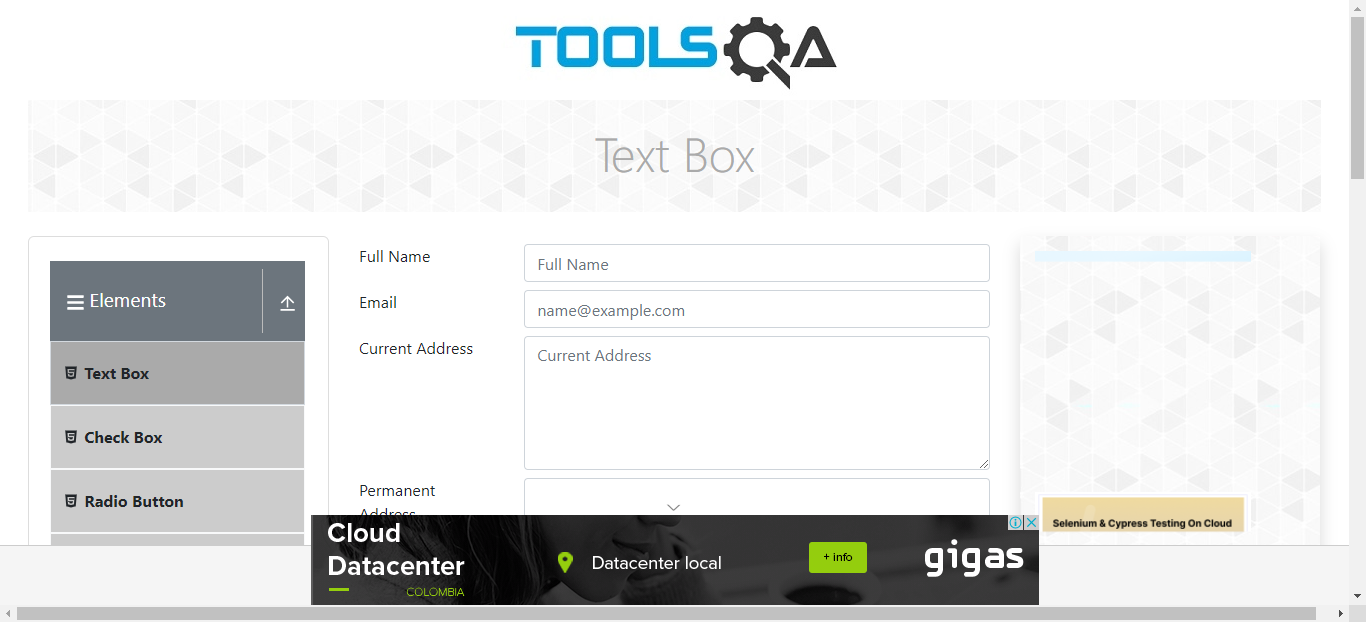 TOOLSQA
Text Box
Elements
Text Box
Check Box
Radio Button
Full Name
Full Name
Email
name@example.com
Current Address
Current Address
Permanent
Address
Selenium & Cypress Testing On Cloud
Cloud
Datacenter
COLOMBIA
Datacenter local
+ info
gigas